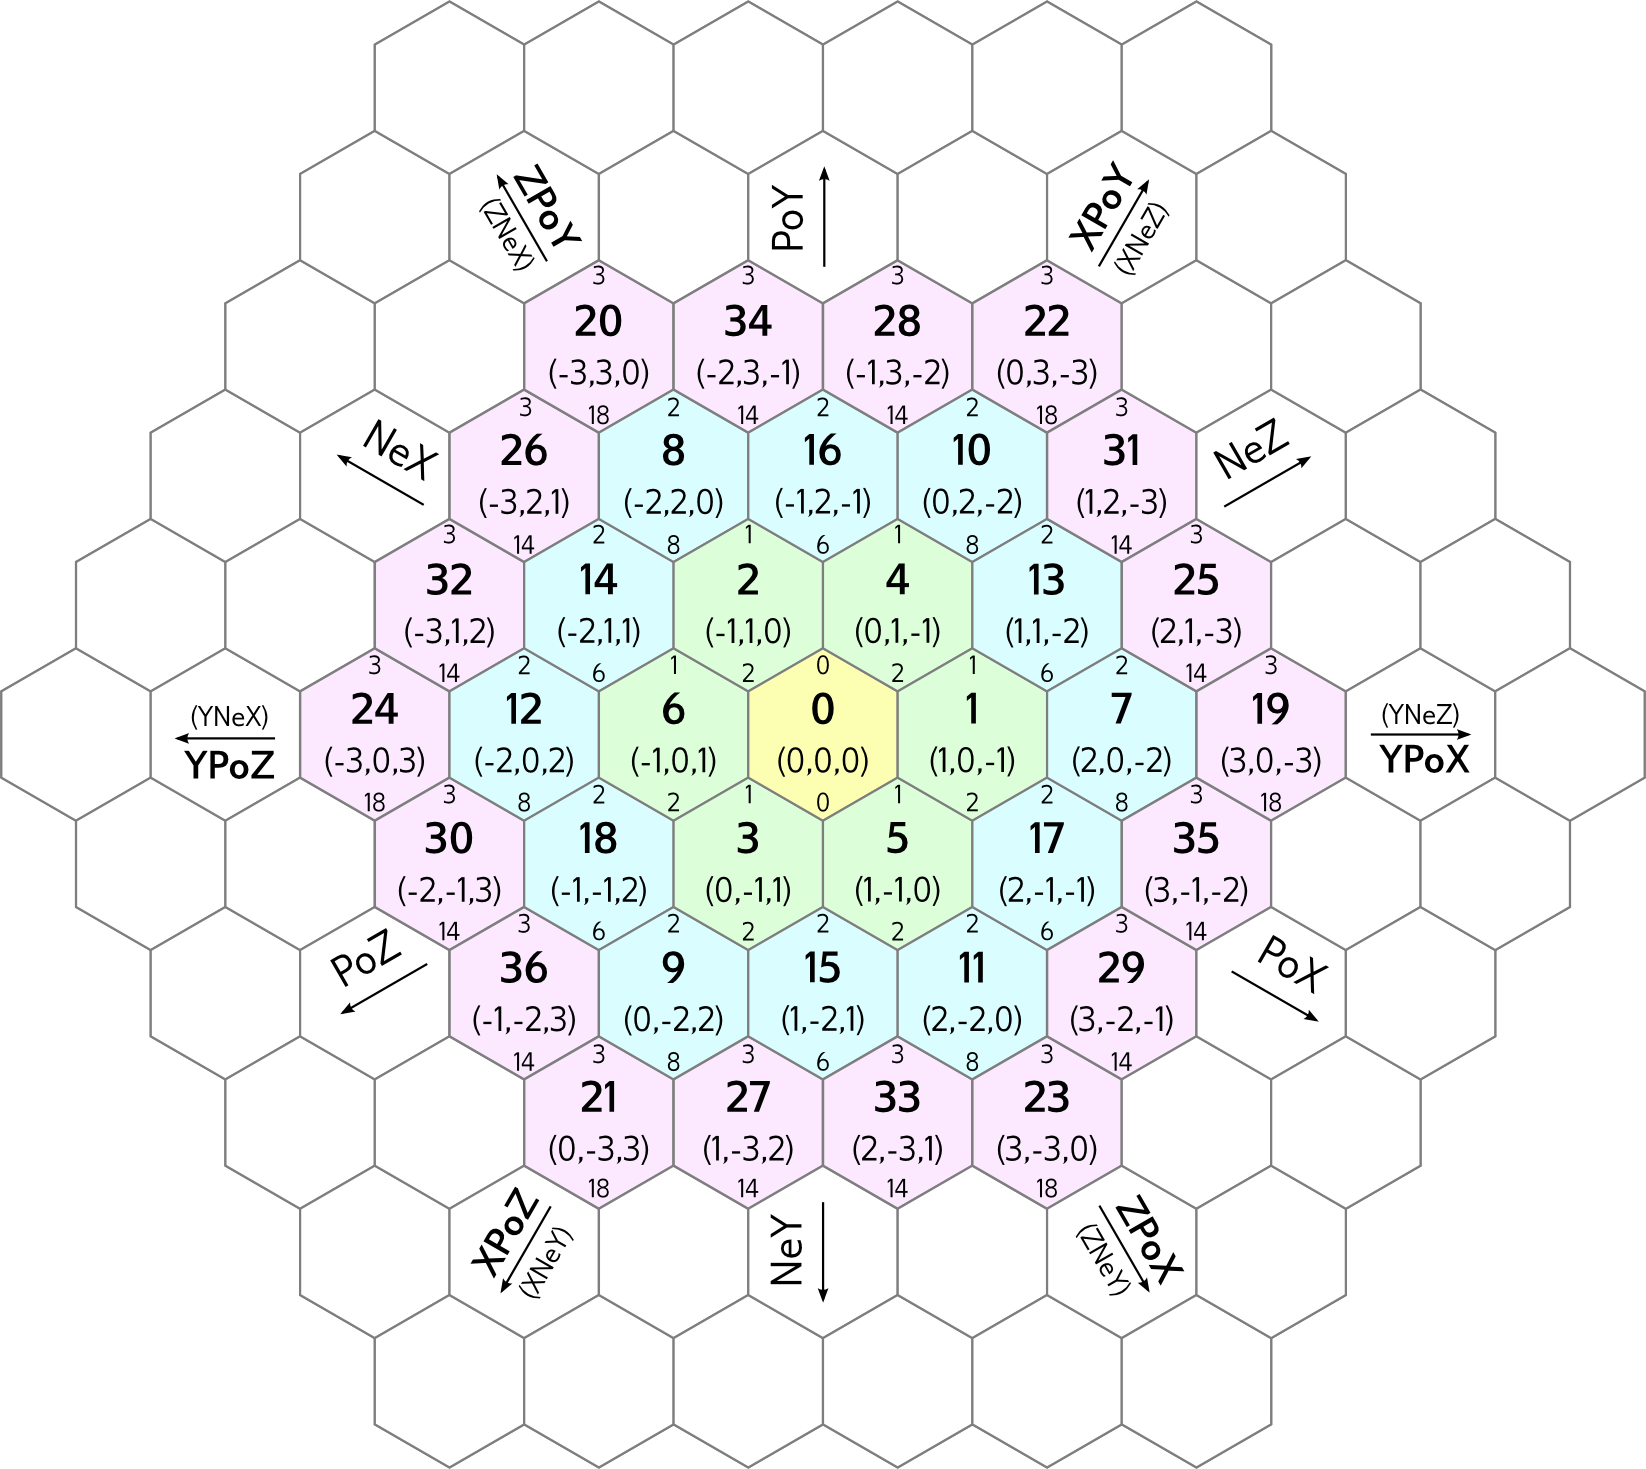 ZPoY
(ZNeX)
PoY
XPoY
(XNeZ)
3 3 3 3
20 34 28 22
(-3,3,0) (-2,3,-1) (-1,3,-2) (0,3,-3)
3 18 2 14 2 14 2 18 3
NeX 26 8 16 10 31 NeZ
(-3,2,1) (-2,2,0) (-1,2,-1) (0,2,-2) (1,2,-3)
3 14 2 8 1 6 1 8 2 14 3
32 14 2 4 13 25
(-3,1,2) (-2,1,1) (-1,1,0) (0,1,-1) (1,1,-2) (2,1,-3)
3 14 2 6 1 2 0 2 1 6 2 14 3
(YNeX) 24 12 6 0 1 7 19 (YNeZ)
YPoZ (-3,0,3) (-2,0,2) (-1,0,1) (0,0,0) (1,0,-1) (2,0,-2) (3,0,-3) YPoX
18 3 8 2 2 1 0 1 2 2 8 3 18
30 18 3 5 17 35
(-2,-1,3) (-1,-1,2) (0,-1,1) (1,-1,0) (2,-1,-1) (3,-1,-2)
14 3 6 2 2 2 2 2 6 3 14
PoZ 36 9 15 11 29 PoX
(-1,-2,3) (0,-2,2) (1,-2,1) (2,-2,0) (3,-2,-1)
14 3 8 3 6 3 8 3 14
21 27 33 23
(0,-3,3) (1,-3,2) (2,-3,1) (3,-3,0)
18 14 14 18
XPoZ
(XNeY)
NeY
ZPoX
(ZNeY)